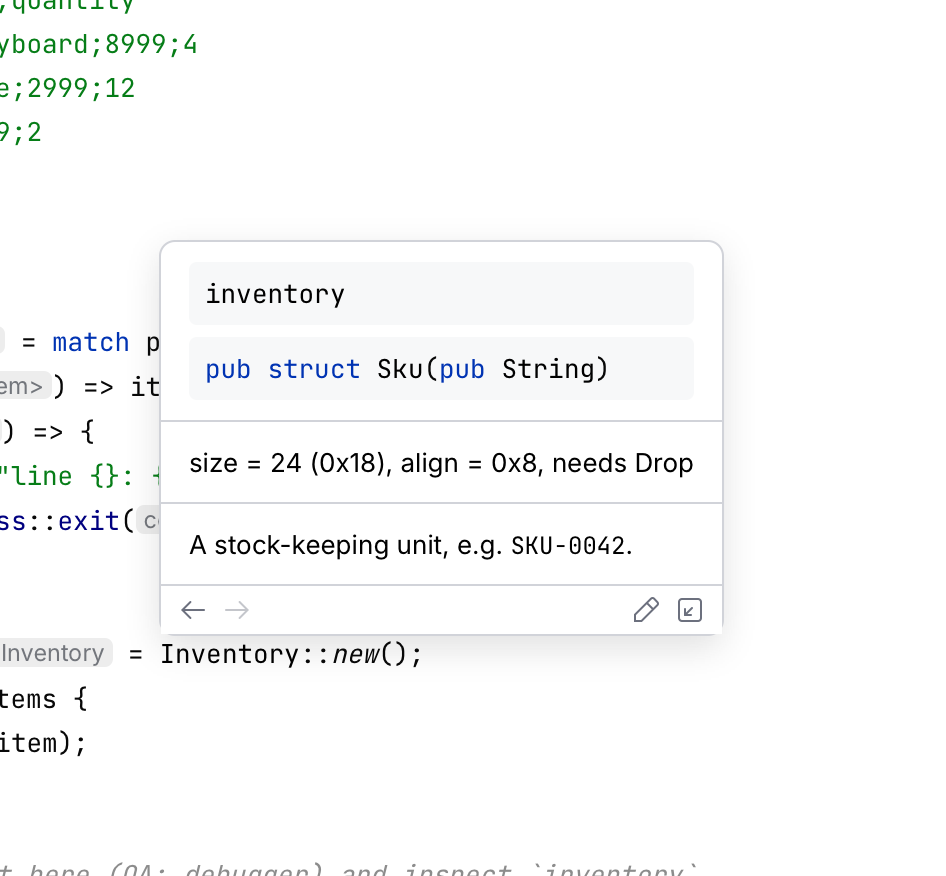 ;quantity
yboard;8999;4
e;2999;12
9;2
= match p
em>) => it
) => {
"line {}: {
ss::exit(
inventory
pub struct Sku(pub String)
size = 24 (0x18), align = 0x8, needs Drop
A stock-keeping unit, e.g. SKU-0042.
Inventory = Inventory::new();
tems {
item);
t here (QA: debugger) and inspect `inventory`